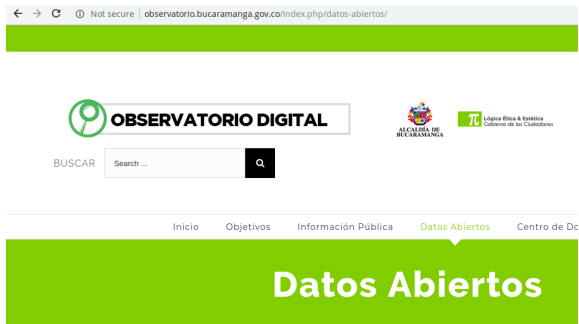 Not secure | observatorio.bucaramanga.gov.co/index.php/datos-abiertos/
OBSERVATORIO DIGITAL
ALCALDÍA DE
BUCARAMANGA
Lógica Ética & Estética
Gobierno de los Ciudadanos
BUSCAR Search ...
Inicio Objetivos Información Pública Datos Abiertos Centro de Do
Datos Abiertos